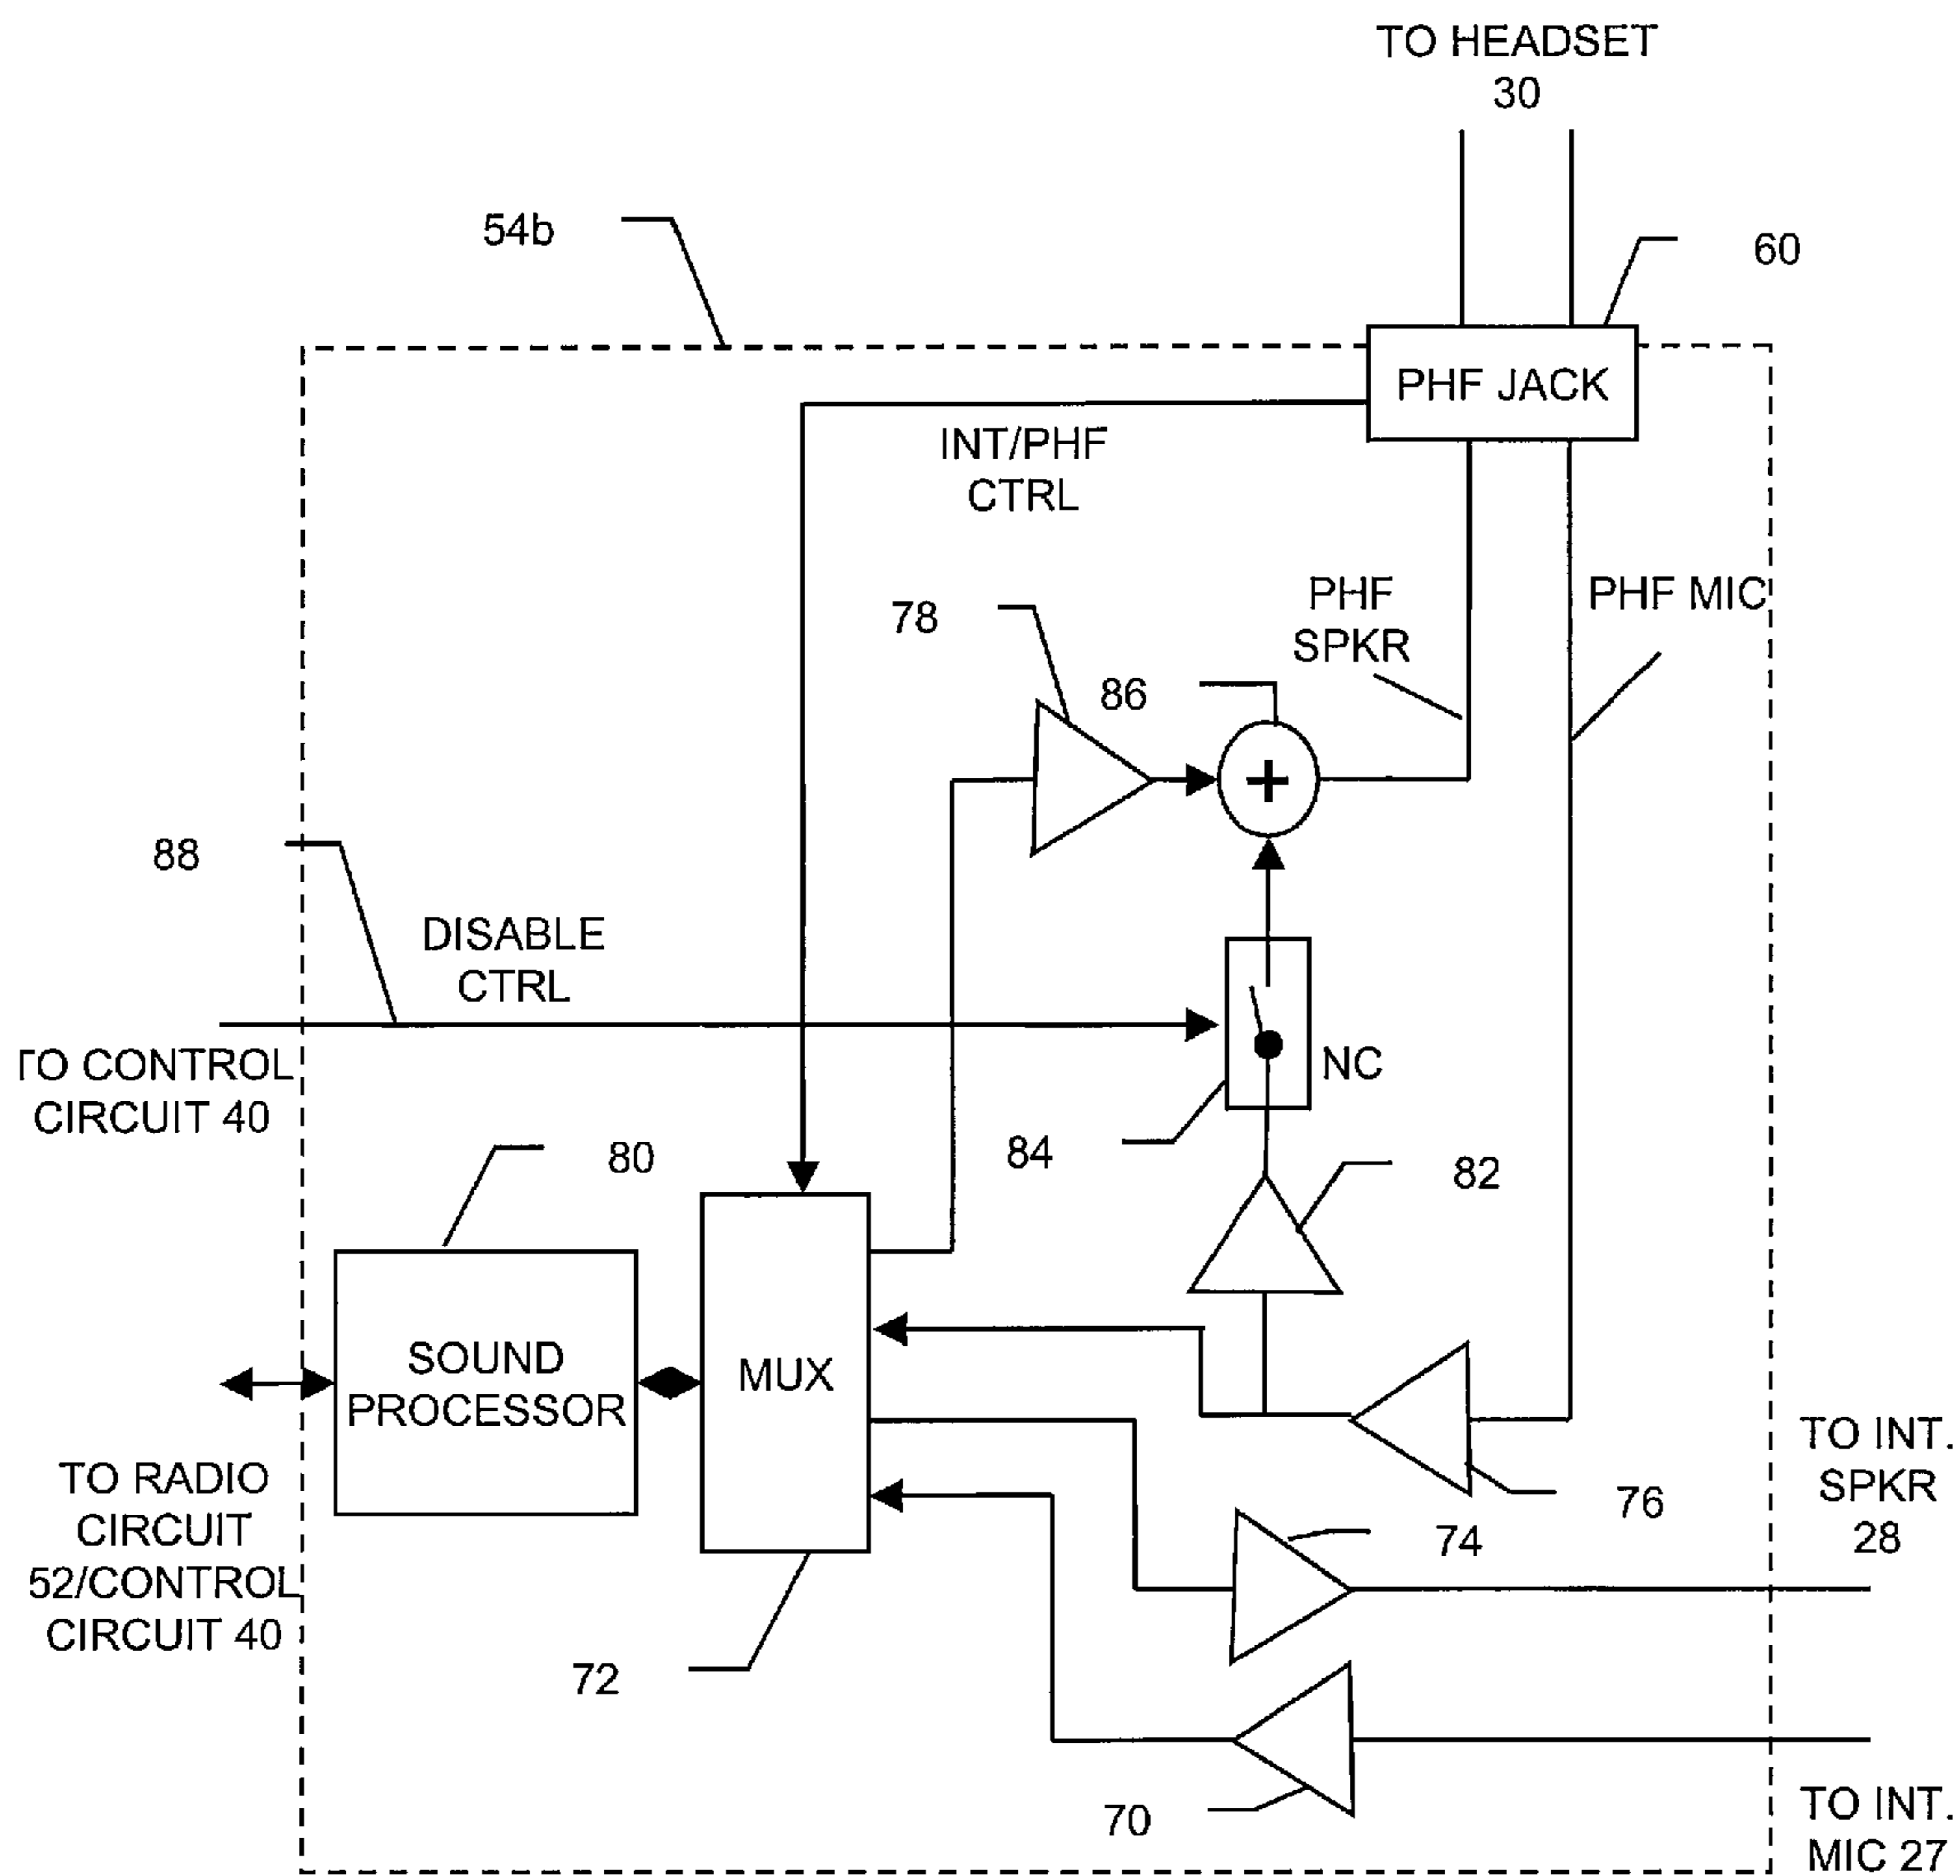 TO HEADSET
30
54b
60
PHF JACK
INT/PHF
CTRL
PHF
SPKR
PHF MIC
78
86
88
DISABLE
CTRL
TO CONTROL
CIRCUIT 40
NC
84
82
80
SOUND
PROCESSOR
MUX
TO RADIO
CIRCUIT
52/CONTROL
CIRCUIT 40
72
76
74
70
TO INT.
SPKR
28
TO INT.
MIC 27